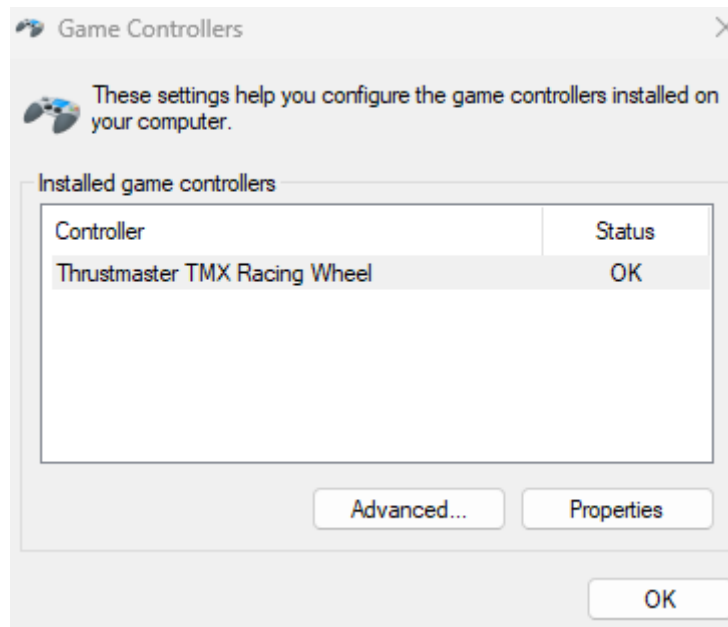 Game Controllers
These settings help you configure the game controllers installed on
your computer.
Installed game controllers
Controller Status
Thrustmaster TMX Racing Wheel OK
Advanced... Properties
OK